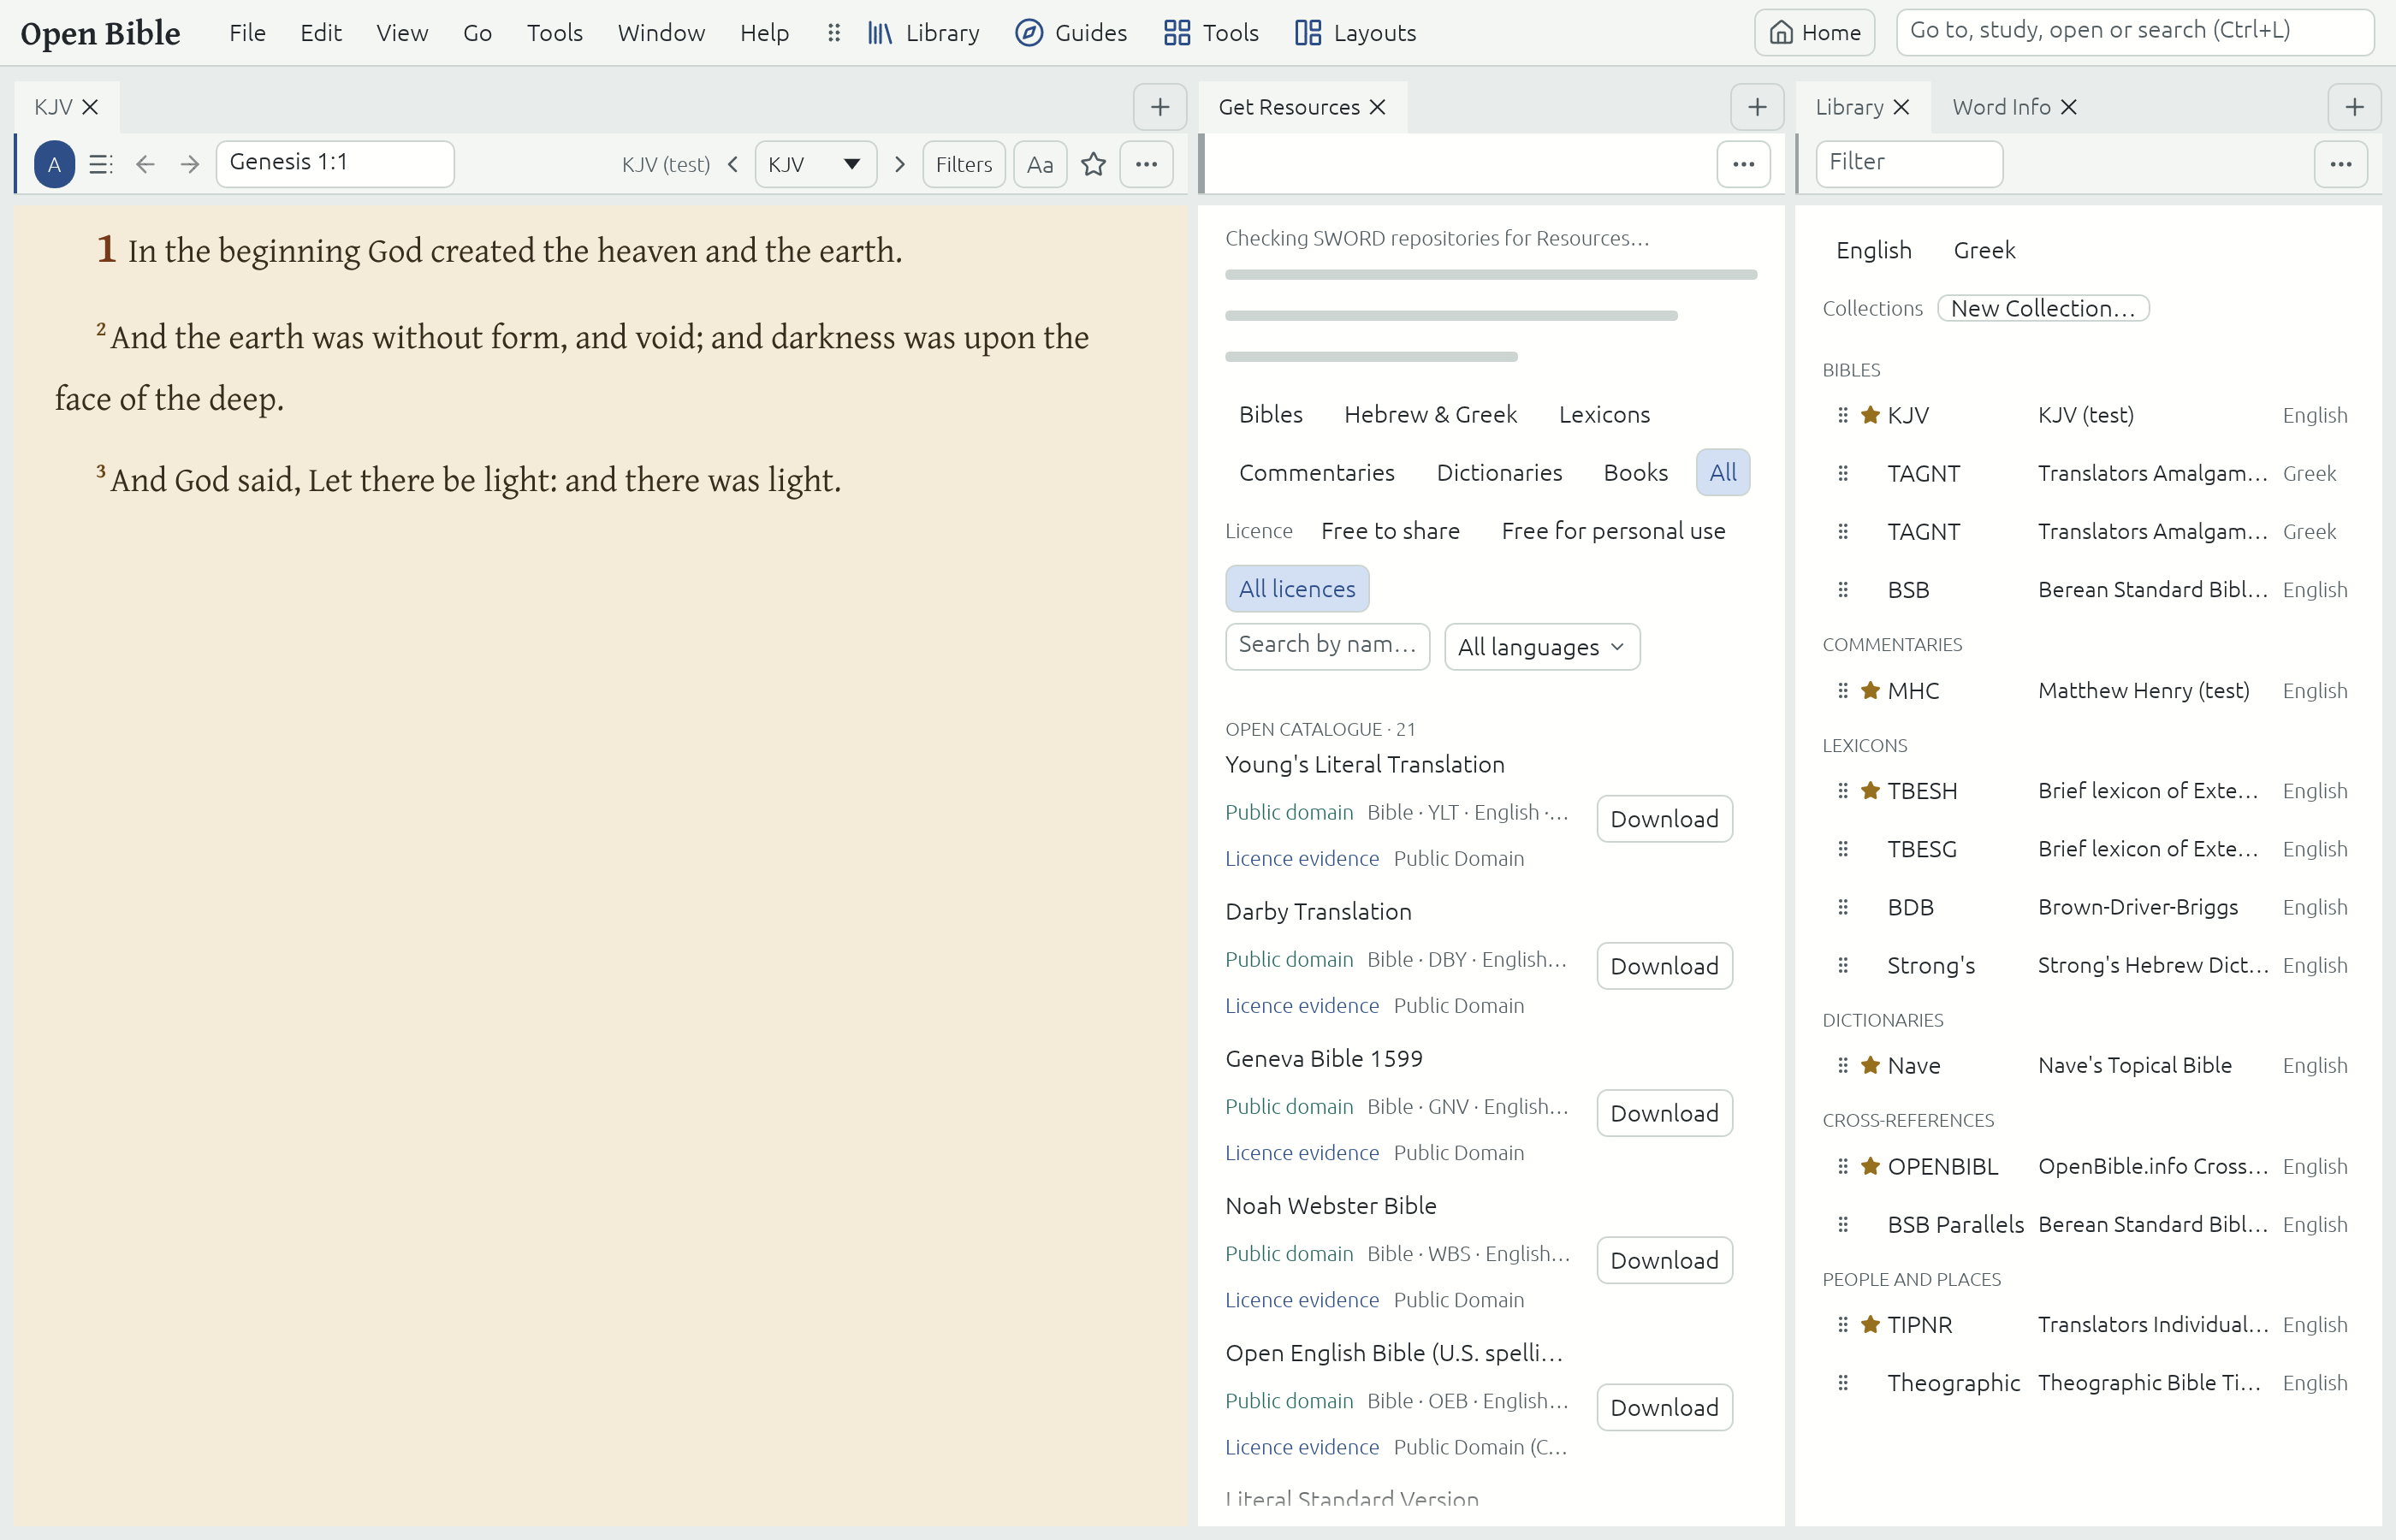 Open Bible File Edit View Go Tools Window Help Library Guides Tools Layouts Home Go to, study, open or search (Ctrl+L)
KJV
A Genesis 1:1 KJV (test) KJV Filters Aa
1 In the beginning God created the heaven and the earth.
2 And the earth was without form, and void; and darkness was upon the
face of the deep.
3 And God said, Let there be light: and there was light.
Get Resources
Checking SWORD repositories for Resources…
Bibles Hebrew & Greek Lexicons
Commentaries Dictionaries Books All
Licence Free to share Free for personal use
All licences
Search by nam… All languages
OPEN CATALOGUE · 21
Young's Literal Translation
Public domain Bible · YLT · English ·… Download
Licence evidence Public Domain
Darby Translation
Public domain Bible · DBY · English… Download
Licence evidence Public Domain
Geneva Bible 1599
Public domain Bible · GNV · English… Download
Licence evidence Public Domain
Noah Webster Bible
Public domain Bible · WBS · English… Download
Licence evidence Public Domain
Open English Bible (U.S. spelli…
Public domain Bible · OEB · English… Download
Licence evidence Public Domain (C…
Literal Standard Version
Library Word Info
Filter
English Greek
Collections New Collection…
BIBLES
KJV KJV (test) English
TAGNT Translators Amalgam… Greek
TAGNT Translators Amalgam… Greek
BSB Berean Standard Bibl… English
COMMENTARIES
MHC Matthew Henry (test) English
LEXICONS
TBESH Brief lexicon of Exte… English
TBESG Brief lexicon of Exte… English
BDB Brown-Driver-Briggs English
Strong's Strong's Hebrew Dict… English
DICTIONARIES
Nave Nave's Topical Bible English
CROSS-REFERENCES
OPENBIBL OpenBible.info Cross… English
BSB Parallels Berean Standard Bibl… English
PEOPLE AND PLACES
TIPNR Translators Individual… English
Theographic Theographic Bible Ti… English